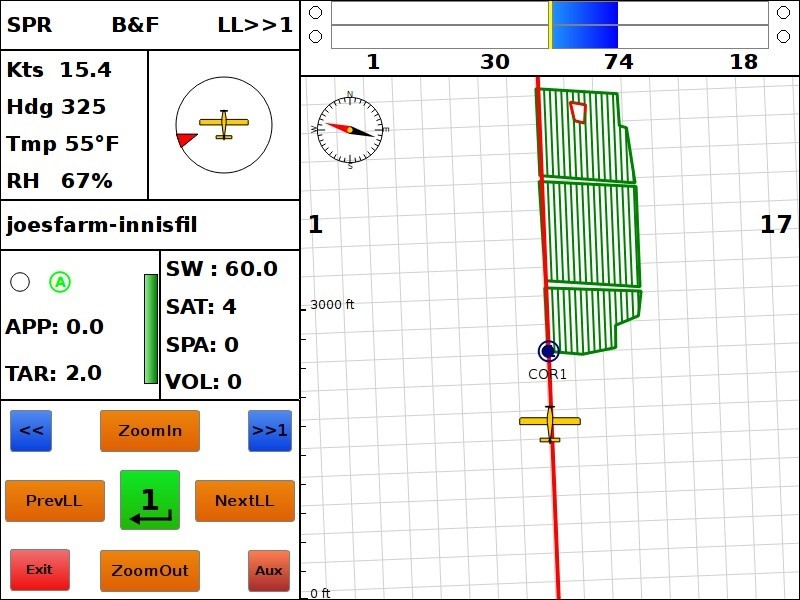 SPR B&F LL>>1
Kts 15.4
Hdg 325
Tmp 55°F
RH 67%
joesfarm-innisfil
A
SW : 60.0
SAT: 4
APP: 0.0
SPA: 0
TAR: 2.0
VOL: 0
<< ZoomIn >>1
PrevLL 1 NextLL
Exit ZoomOut Aux
1 30 74 18
N
W
S
1 17
3000 ft
COR1
0 ft